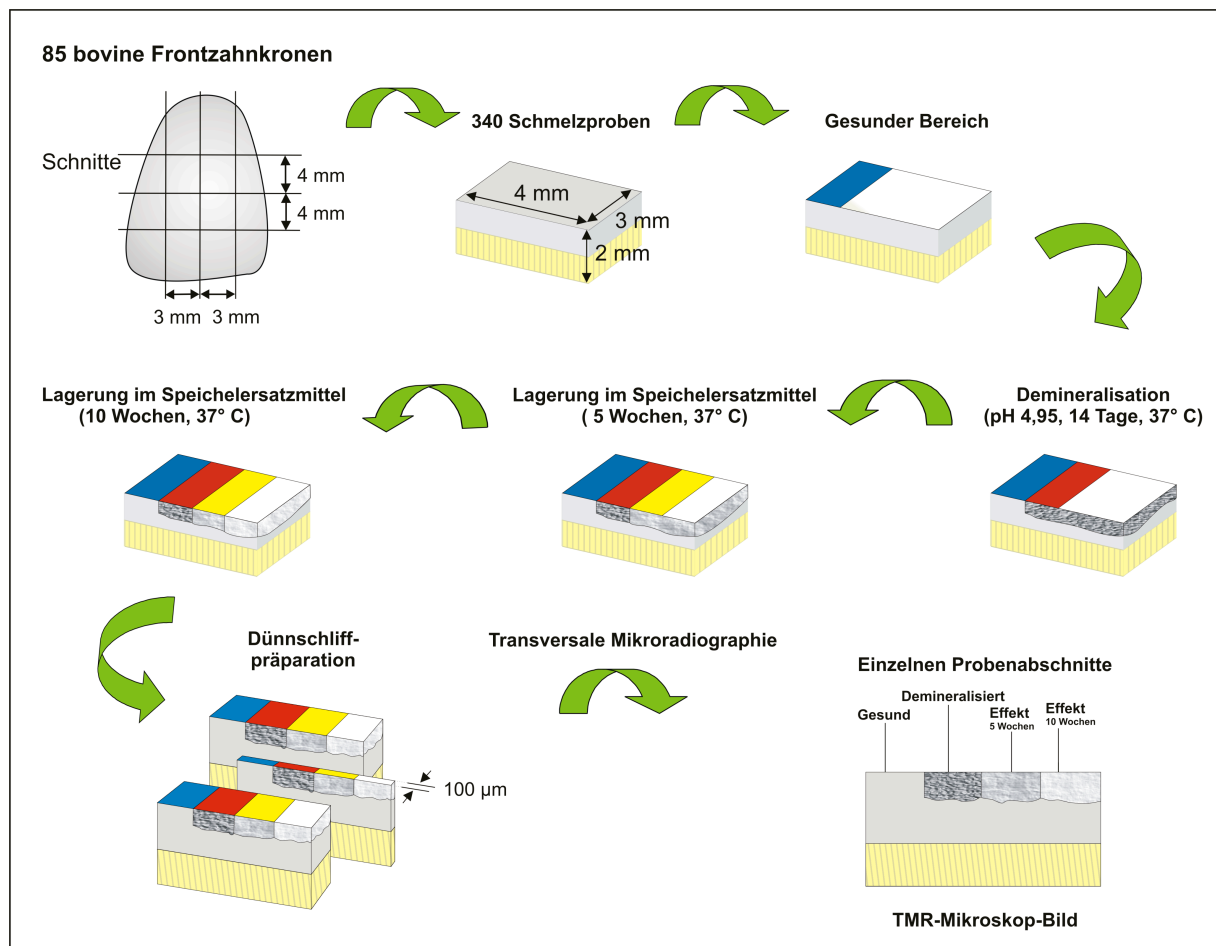 85 bovine Frontzahnkronen
Schnitte
4 mm
4 mm
3 mm
3 mm
340 Schmelzproben
4 mm
3 mm
2 mm
Gesunder Bereich
Lagerung im Speichelersatzmittel
(10 Wochen, 37° C)
Lagerung im Speichelersatzmittel
( 5 Wochen, 37° C)
Demineralisation
(pH 4,95, 14 Tage, 37° C)
Dünnschliff-
präparation
100 µm
Transversale Mikroradiographie
Einzelnen Probenabschnitte
Gesund
Demineralisiert
Effekt
5 Wochen
Effekt
10 Wochen
TMR-Mikroskop-Bild